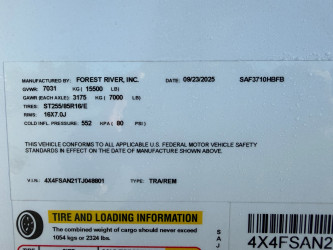 MANUFACTURED BY: FOREST RIVER, INC. DATE: 09/23/2025 SAF3710HBFB
GVWR: 7031 KG ( 15500 LB)
GAWR (EACH AXLE): 3175 KG ( 7000 LB)
TIRES: ST255/85R16/E
RIMS: 16X7.0J
COLD INFL. PRESSURE: 552 KPA ( 80 PSI)
THIS VEHICLE CONFORMS TO ALL APPLICABLE U.S. FEDERAL MOTOR VEHICLE SAFETY
STANDARDS IN EFFECT ON THE DATE OF MANUFACTURE SHOWN ABOVE.
V.I.N.: 4X4FSAN21TJ048001 TYPE: TRA/REM
TIRE AND LOADING INFORMATION
The combined weight of cargo should never exceed
1054 kgs or 2324 lbs.
SAJ
4X4FSAN2